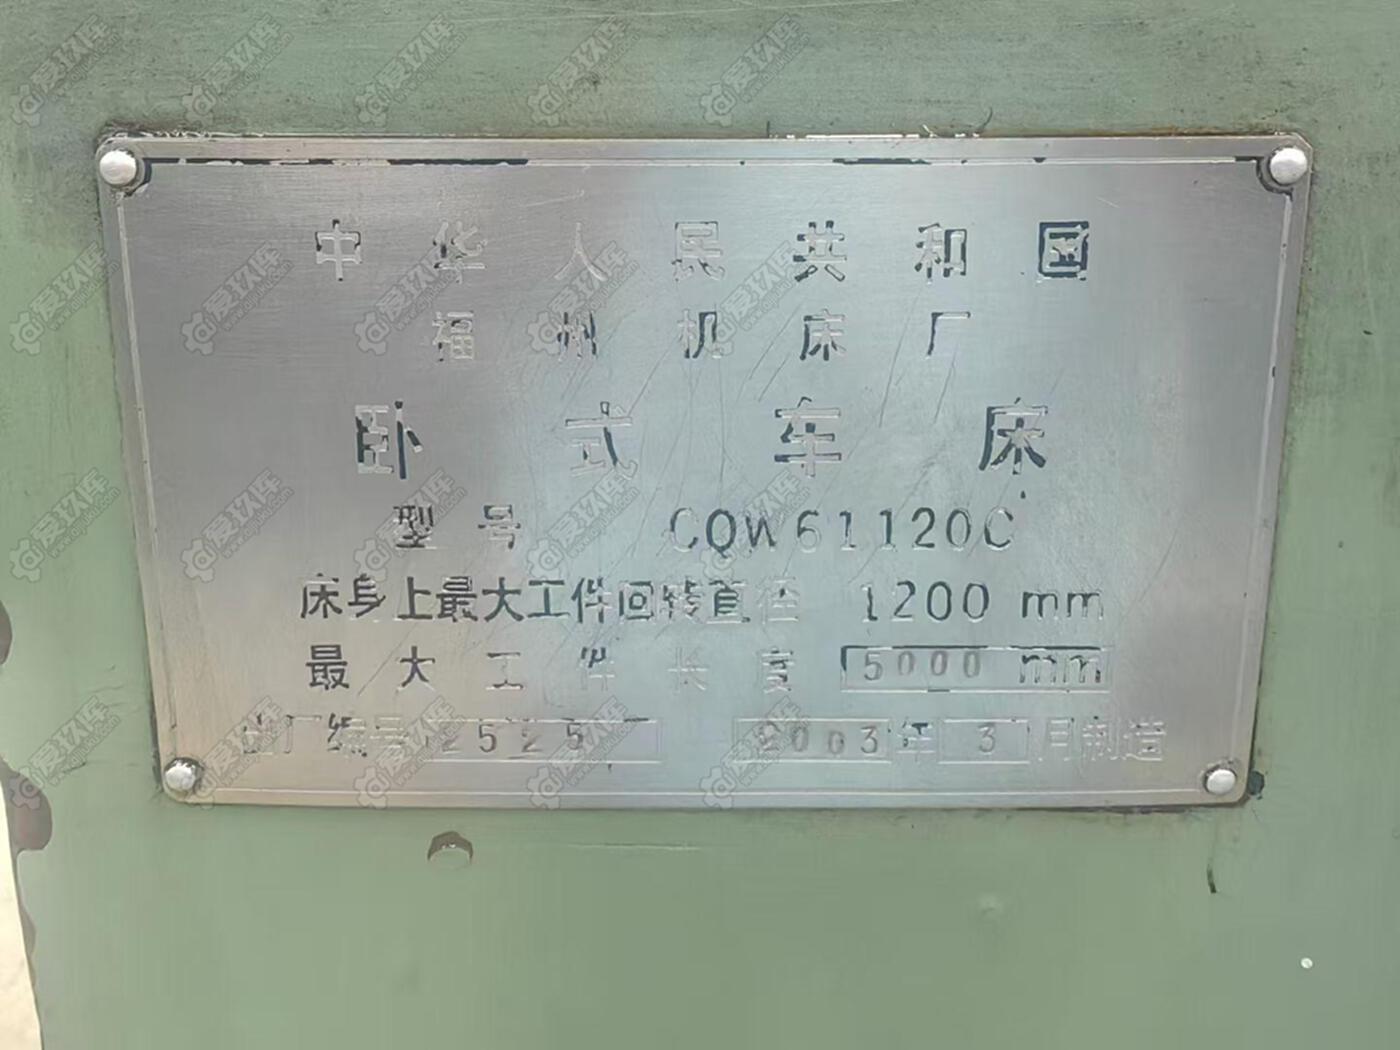 中华人民共和国
福州机床厂
卧式车床
型号 CQW61120C
床身上最大工件回转直径 1200 mm
最大工件长度 5000 mm
出厂编号 2525 2003年3月制造